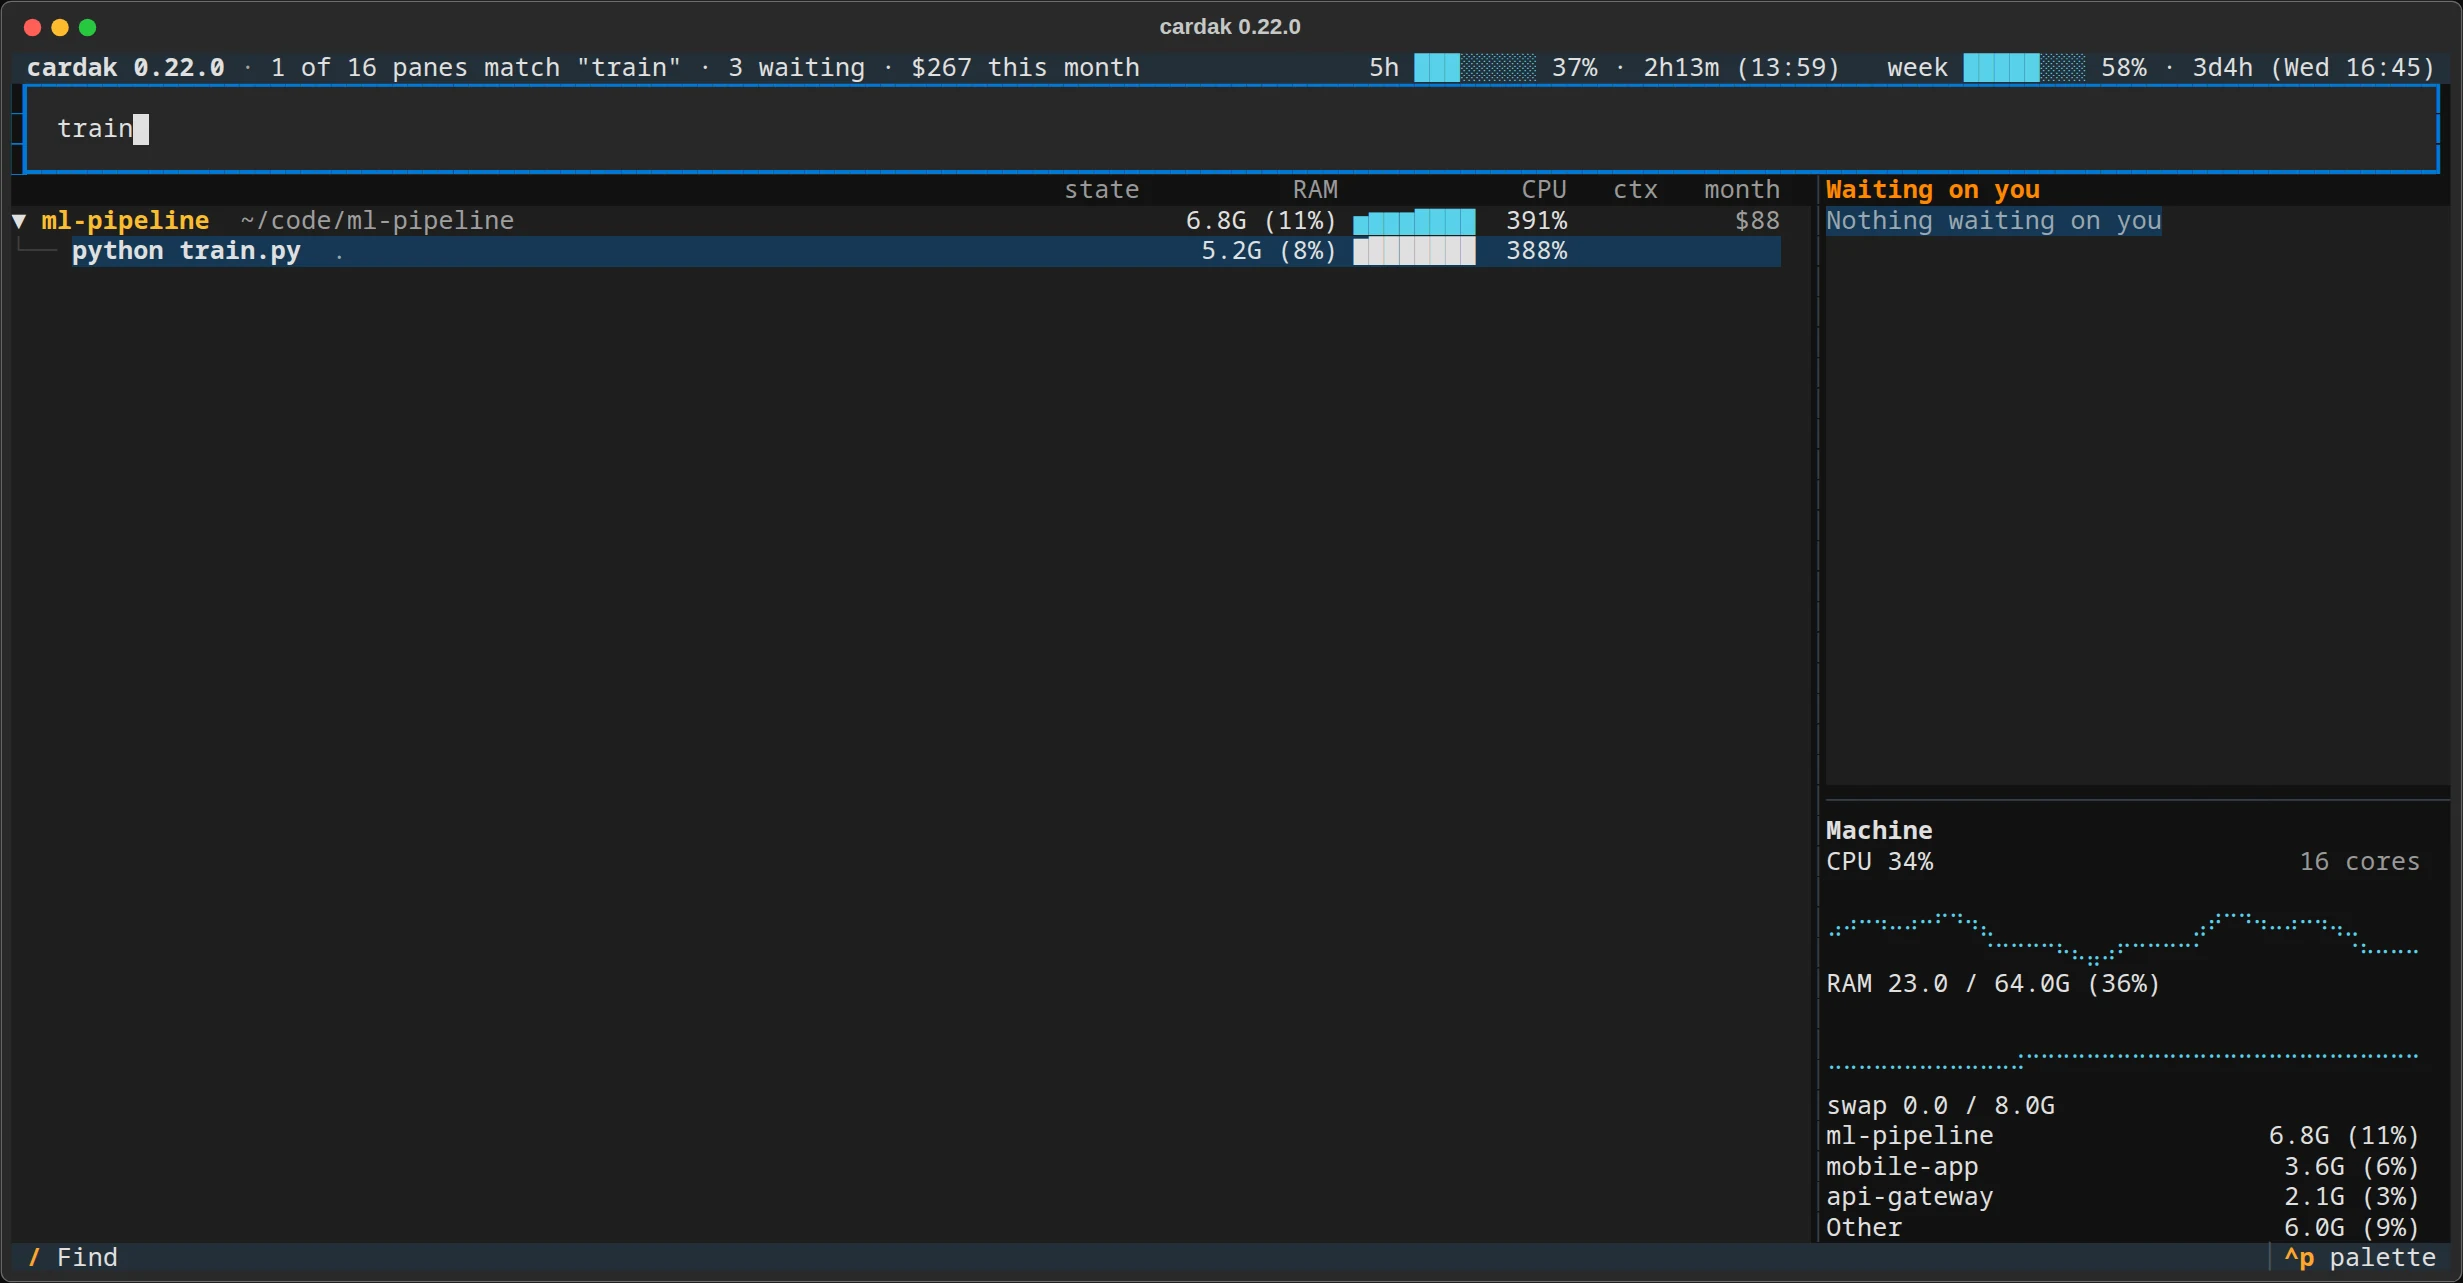 cardak 0.22.0
cardak 0.22.0 · 1 of 16 panes match "train" · 3 waiting · $267 this month 5h 37% · 2h13m (13:59) week 58% · 3d4h (Wed 16:45)
train
state RAM CPU ctx month
▼ ml-pipeline ~/code/ml-pipeline 6.8G (11%) 391% $88
python train.py . 5.2G (8%) 388%
Waiting on you
Nothing waiting on you
Machine
CPU 34% 16 cores
RAM 23.0 / 64.0G (36%)
swap 0.0 / 8.0G
ml-pipeline 6.8G (11%)
mobile-app 3.6G (6%)
api-gateway 2.1G (3%)
Other 6.0G (9%)
/ Find ^p palette